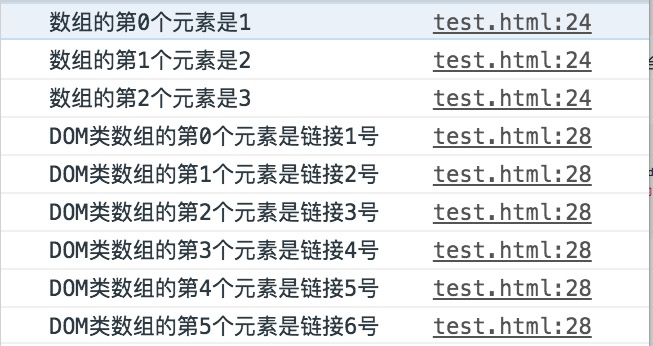 数组的第0个元素是1 test.html:24
数组的第1个元素是2 test.html:24
数组的第2个元素是3 test.html:24
DOM类数组的第0个元素是链接1号 test.html:28
DOM类数组的第1个元素是链接2号 test.html:28
DOM类数组的第2个元素是链接3号 test.html:28
DOM类数组的第3个元素是链接4号 test.html:28
DOM类数组的第4个元素是链接5号 test.html:28
DOM类数组的第5个元素是链接6号 test.html:28